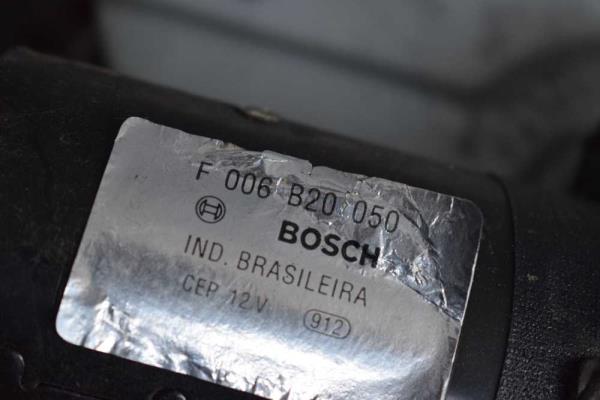 F 006 B20 050
BOSCH
IND. BRASILEIRA
CEP 12V 912